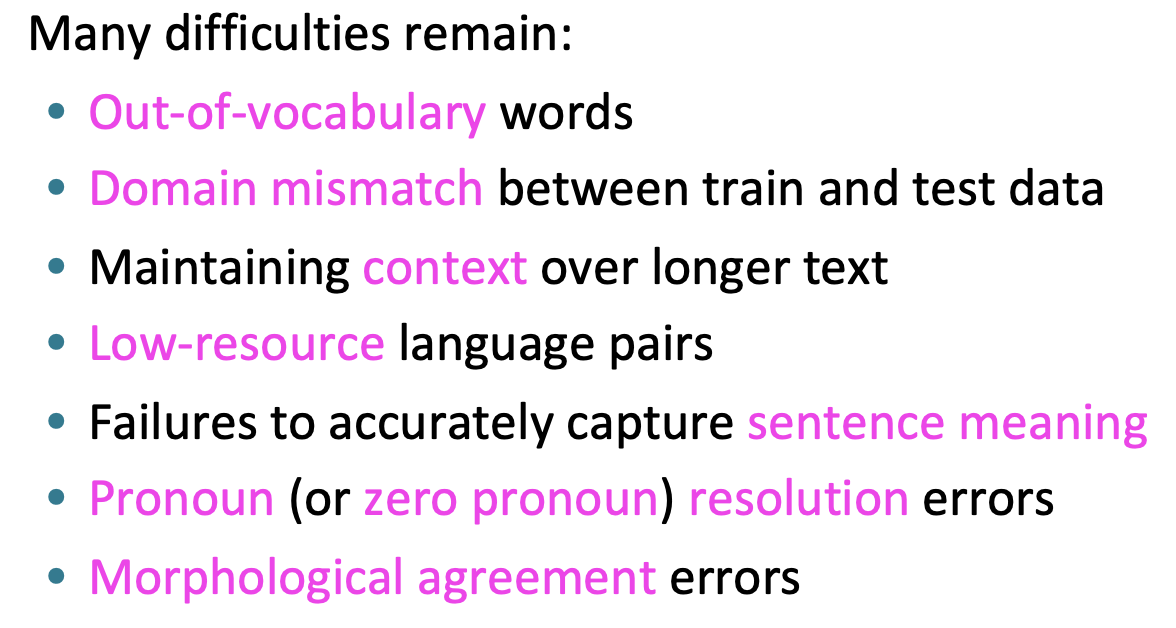 Many difficulties remain:
• Out-of-vocabulary words
• Domain mismatch between train and test data
• Maintaining context over longer text
• Low-resource language pairs
• Failures to accurately capture sentence meaning
• Pronoun (or zero pronoun) resolution errors
• Morphological agreement errors